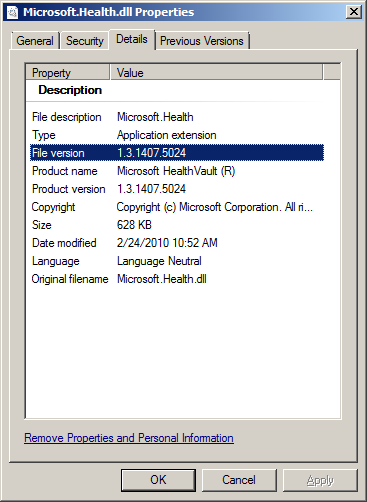 Microsoft.Health.dll Properties
General Security Details Previous Versions
Property Value
Description
File description Microsoft.Health
Type Application extension
File version 1.3.1407.5024
Product name Microsoft HealthVault (R)
Product version 1.3.1407.5024
Copyright Copyright (c) Microsoft Corporation. All ri...
Size 628 KB
Date modified 2/24/2010 10:52 AM
Language Language Neutral
Original filename Microsoft.Health.dll
Remove Properties and Personal Information
OK Cancel Apply